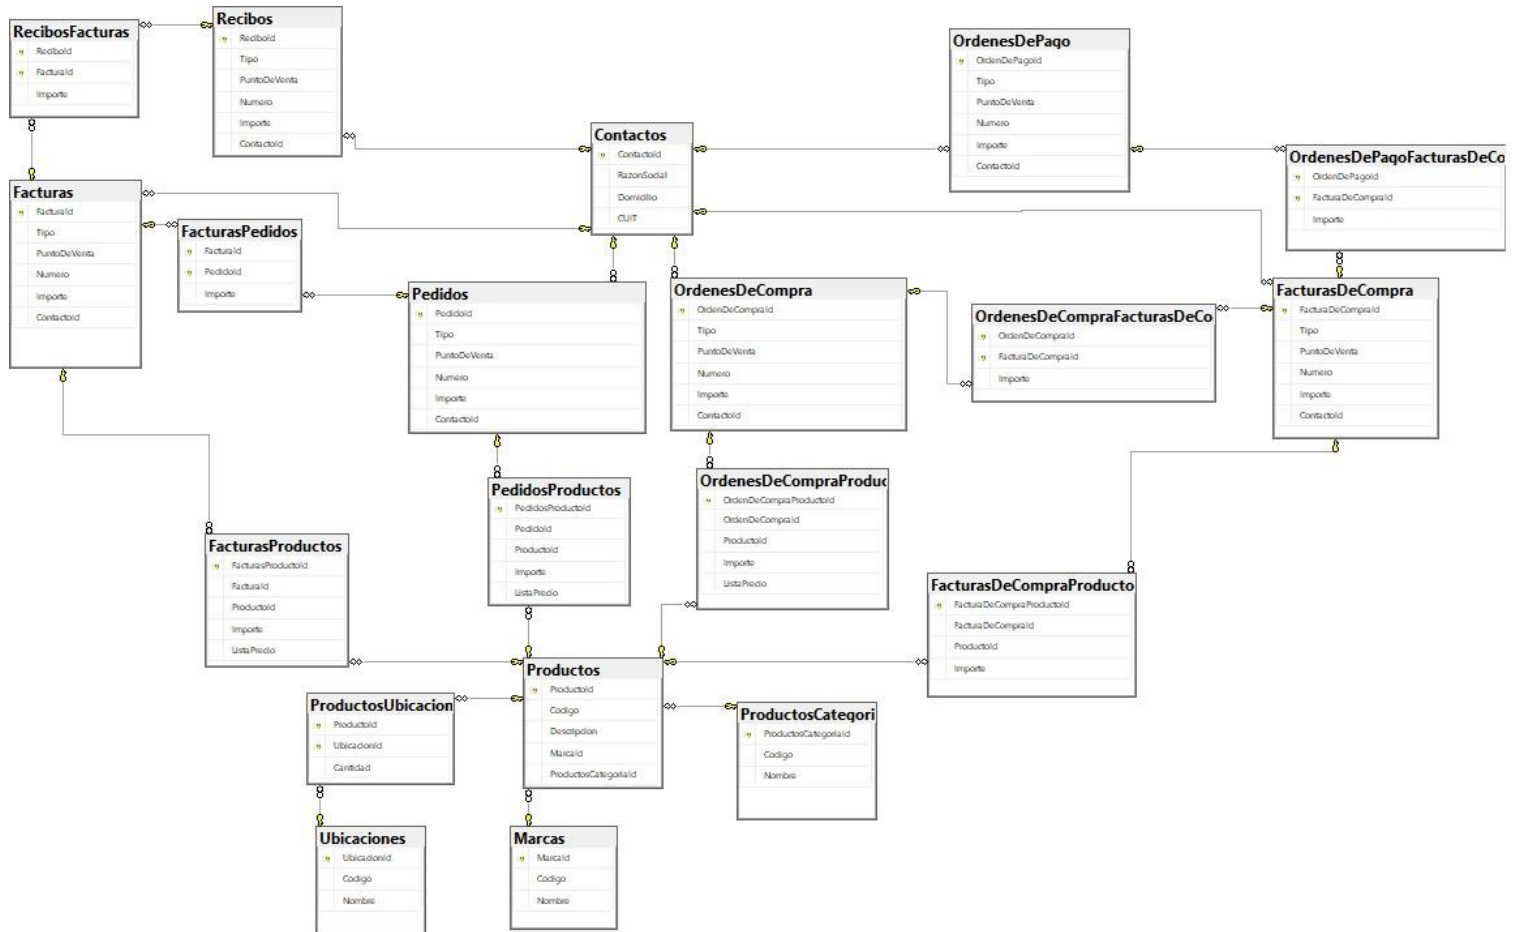 RecibosFacturas
ReciboId
FacturaId
Importe
Recibos
ReciboId
Tipo
PuntoDeVenta
Numero
Importe
ContactoId
OrdenesDePago
OrdenDePagoId
Tipo
PuntoDeVenta
Numero
Importe
ContactoId
Contactos
ContactoId
RazonSocial
Domicilio
CUIT
OrdenesDePagoFacturasDeCo
OrdenDePagoId
FacturaDeCompraId
Importe
Facturas
FacturaId
Tipo
PuntoDeVenta
Numero
Importe
ContactoId
FacturasPedidos
FacturaId
PedidoId
Importe
Pedidos
PedidoId
Tipo
PuntoDeVenta
Numero
Importe
ContactoId
OrdenesDeCompra
OrdenDeCompraId
Tipo
PuntoDeVenta
Numero
Importe
ContactoId
OrdenesDeCompraFacturasDeCo
OrdenDeCompraId
FacturaDeCompraId
Importe
FacturasDeCompra
FacturaDeCompraId
Tipo
PuntoDeVenta
Numero
Importe
ContactoId
PedidosProductos
PedidosProductoId
PedidoId
ProductoId
Importe
ListaPrecio
OrdenesDeCompraProduc
OrdenDeCompraProductoId
OrdenDeCompraId
ProductoId
Importe
ListaPrecio
FacturasProductos
FacturasProductoId
FacturaId
ProductoId
Importe
ListaPrecio
FacturasDeCompraProducto
FacturaDeCompraProductoId
FacturaDeCompraId
ProductoId
Importe
Productos
ProductoId
Codigo
Descripcion
MarcaId
ProductosCategoriaId
ProductosUbicacion
ProductoId
UbicacionId
Cantidad
ProductosCategori
ProductosCategoriaId
Codigo
Nombre
Ubicaciones
UbicacionId
Codigo
Nombre
Marcas
MarcaId
Codigo
Nombre